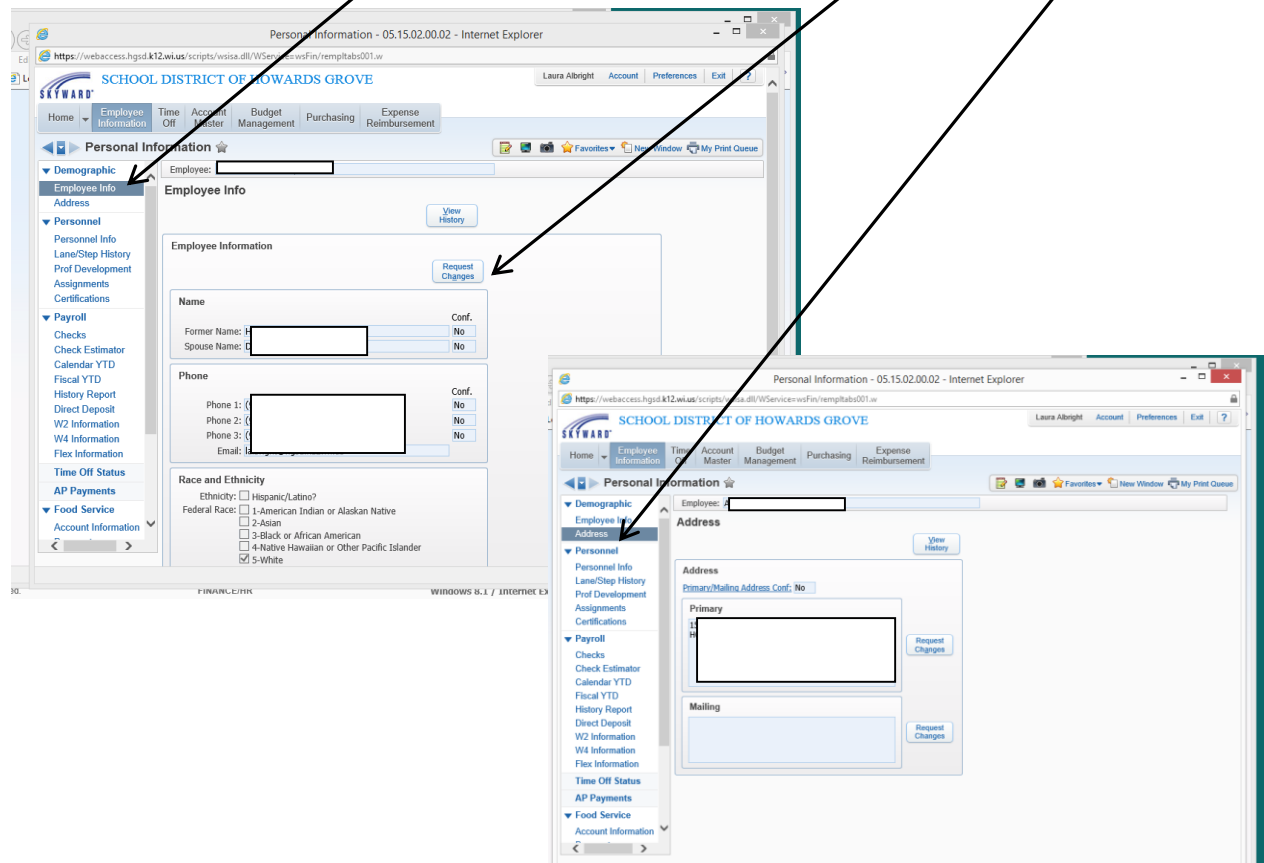 Personal Information - 05.15.02.00.02 - Internet Explorer
https://webaccess.hgsd.k12.wi.us/scripts/wsisa.dll/WService=wsFin/rempltabs001.w
Ed
SKYWARD
SCHOOL DISTRICT OF HOWARDS GROVE
Laura Albright Account Preferences Exit ?
Home Employee Information Time Off Account Master Budget Management Purchasing Expense Reimbursement
Personal Information
Favorites New Window My Print Queue
Demographic
Employee Info
Address
Personnel
Personnel Info
Lane/Step History
Prof Development
Assignments
Certifications
Payroll
Checks
Check Estimator
Calendar YTD
Fiscal YTD
History Report
Direct Deposit
W2 Information
W4 Information
Flex Information
Time Off Status
AP Payments
Food Service
Account Information
Employee:
Employee Info
View History
Employee Information
Request Changes
Name
Conf.
Former Name: H No
Spouse Name: No
Phone
Conf.
Phone 1: ( No
Phone 2: ( No
Phone 3: ( No
Email:
Race and Ethnicity
Ethnicity: Hispanic/Latino?
Federal Race: 1-American Indian or Alaskan Native
2-Asian
3-Black or African American
4-Native Hawaiian or Other Pacific Islander
5-White
FINANCE/HR
Windows 8.1 / Internet
Personal Information - 05.15.02.00.02 - Internet Explorer
https://webaccess.hgsd.k12.wi.us/scripts/wsisa.dll/WService=wsFin/rempltabs001.w
SKYWARD
SCHOOL DISTRICT OF HOWARDS GROVE
Laura Albright Account Preferences Exit ?
Home Employee Information Time Off Account Master Budget Management Purchasing Expense Reimbursement
Personal Information
Favorites New Window My Print Queue
Demographic
Employee Info
Address
Personnel
Personnel Info
Lane/Step History
Prof Development
Assignments
Certifications
Payroll
Checks
Check Estimator
Calendar YTD
Fiscal YTD
History Report
Direct Deposit
W2 Information
W4 Information
Flex Information
Time Off Status
AP Payments
Food Service
Account Information
Employee: A
Address
View History
Address
Primary/Mailing Address Conf: No
Primary
Request Changes
Mailing
Request Changes